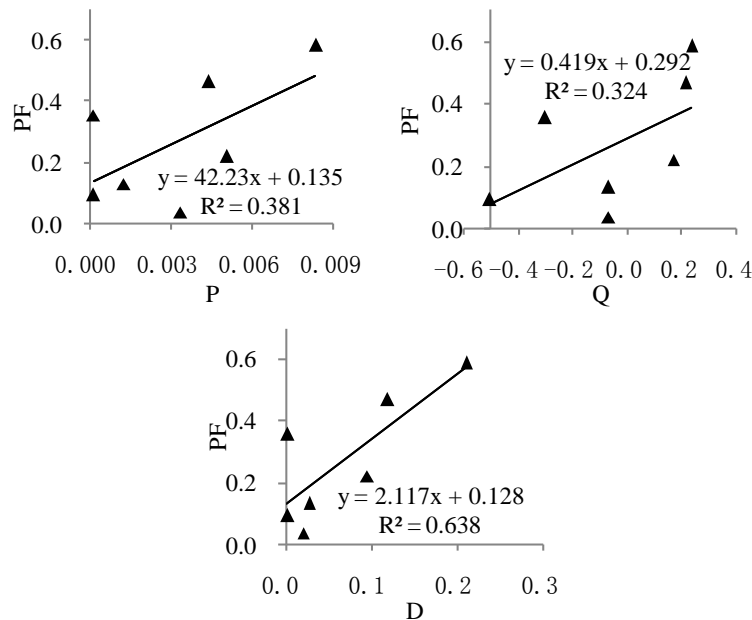 0.6
0.4
0.2
0.0
PF
y = 42.23x + 0.135
R² = 0.381
0.000 0.003 0.006 0.009
P
0.6
0.4
0.2
0.0
PF
y = 0.419x + 0.292
R² = 0.324
-0.6 -0.4 -0.2 0.0 0.2 0.4
Q
0.6
0.4
0.2
0.0
PF
y = 2.117x + 0.128
R² = 0.638
0.0 0.1 0.2 0.3
D